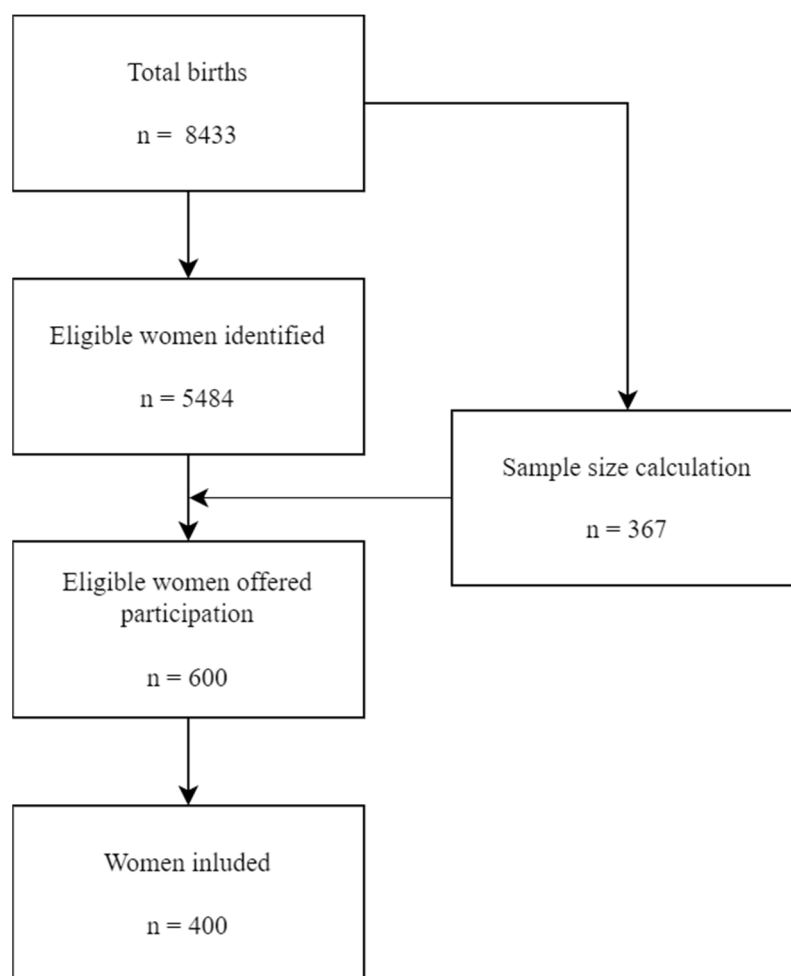 Total births
n = 8433
Eligible women identified
n = 5484
Sample size calculation
n = 367
Eligible women offered
participation
n = 600
Women inluded
n = 400